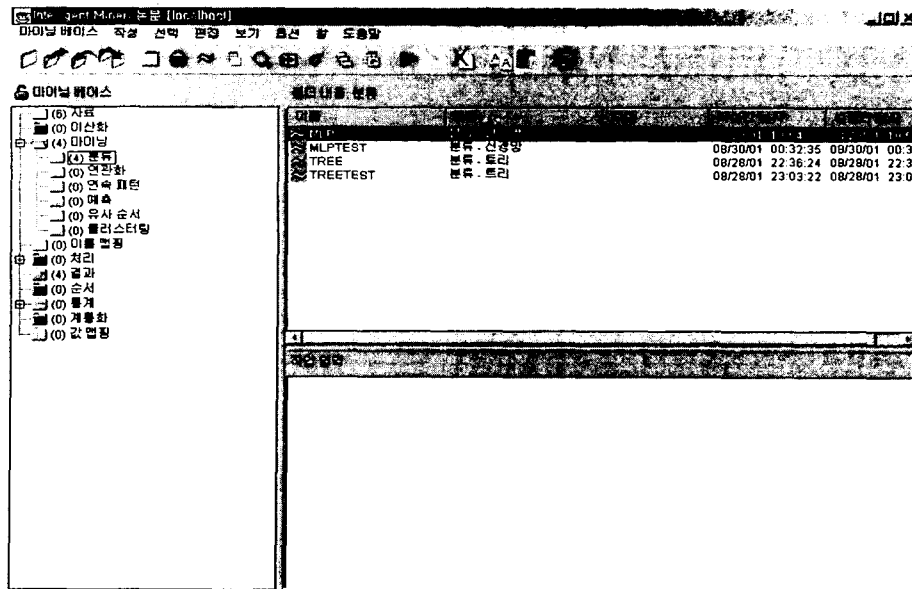 Intelligent Miner: 논문 [localhost]
마이닝 베이스 작성 선택 편집 보기 옵션 창 도움말
마이닝 베이스
내용: 분류
(6) 자료
(0) 이산화
(4) 마이닝
(4) 분류
(0) 연관화
(0) 연속 패턴
(0) 예측
(0) 유사 순서
(0) 클러스터링
(0) 이름 맵핑
(0) 처리
(4) 결과
(0) 순서
(0) 통계
(0) 계통화
(0) 값 맵핑
이름
MLP
MLPTEST 분류 - 신경망 08/30/01 00:32:35 08/30/01 00:3
TREE 분류 - 트리 08/28/01 22:36:24 08/28/01 22:3
TREETEST 분류 - 트리 08/28/01 23:03:22 08/28/01 23:0